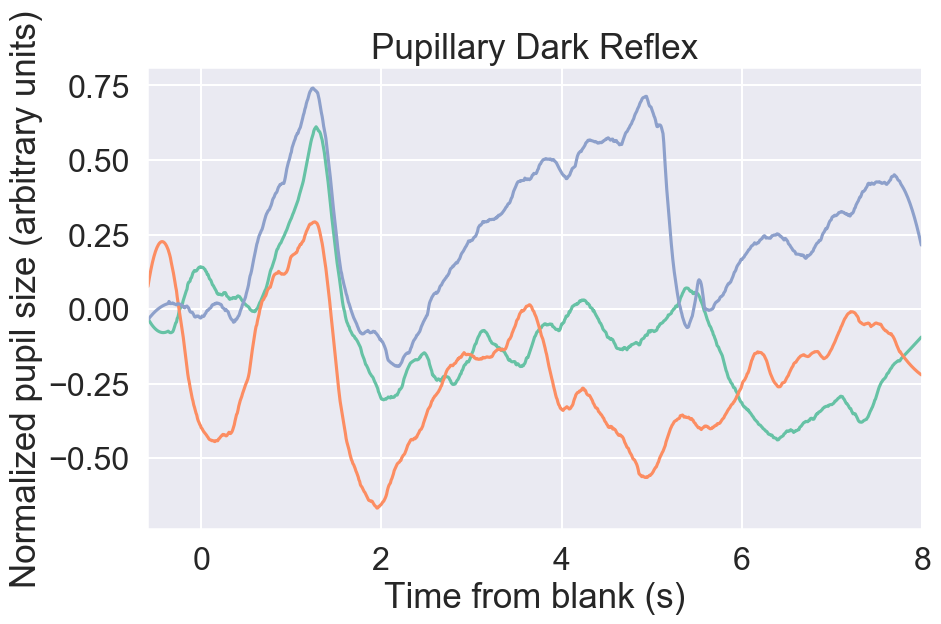 Pupillary Dark Reflex
Normalized pupil size (arbitrary units)
0.75
0.50
0.25
0.00
−0.25
−0.50
0 2 4 6 8
Time from blank (s)